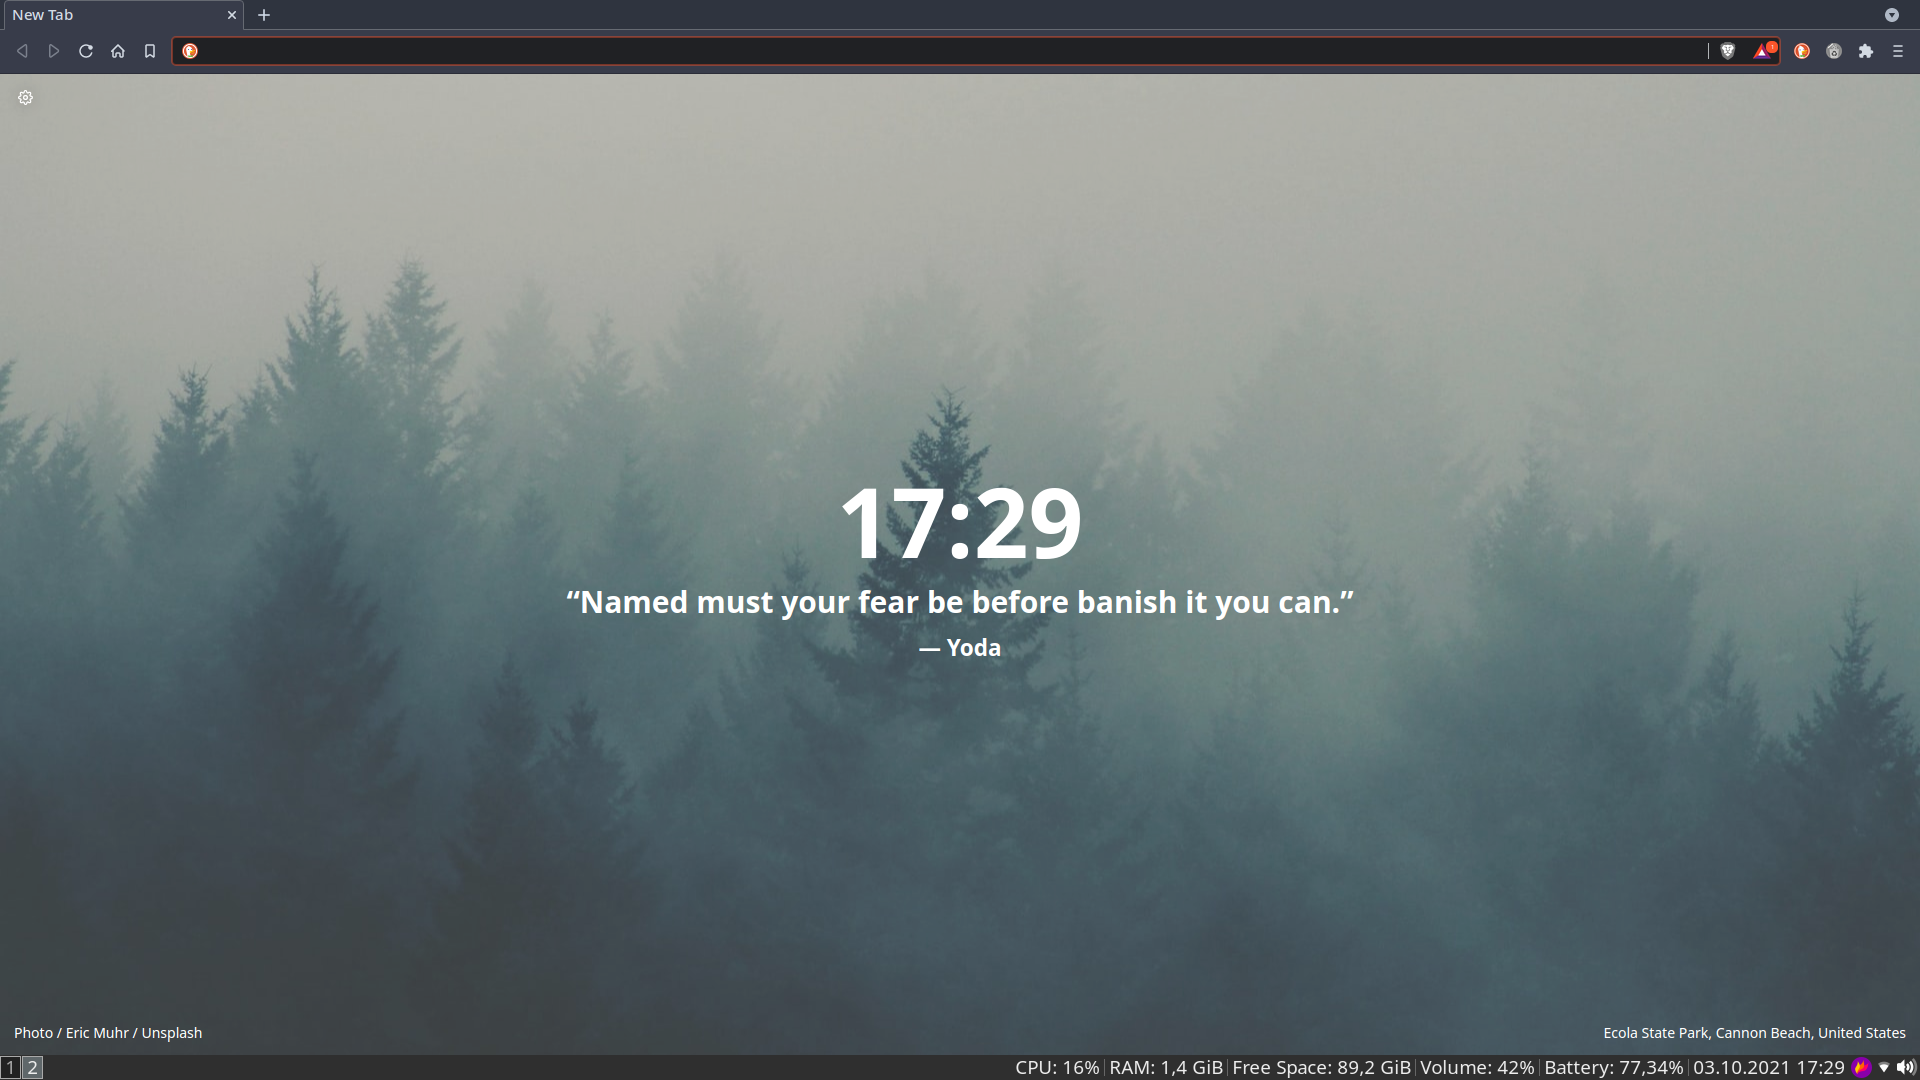 New Tab
17:29
“Named must your fear be before banish it you can.”
— Yoda
Photo / Eric Muhr / Unsplash
Ecola State Park, Cannon Beach, United States
1 2 CPU: 16% RAM: 1,4 GiB Free Space: 89,2 GiB Volume: 42% Battery: 77,34% 03.10.2021 17:29